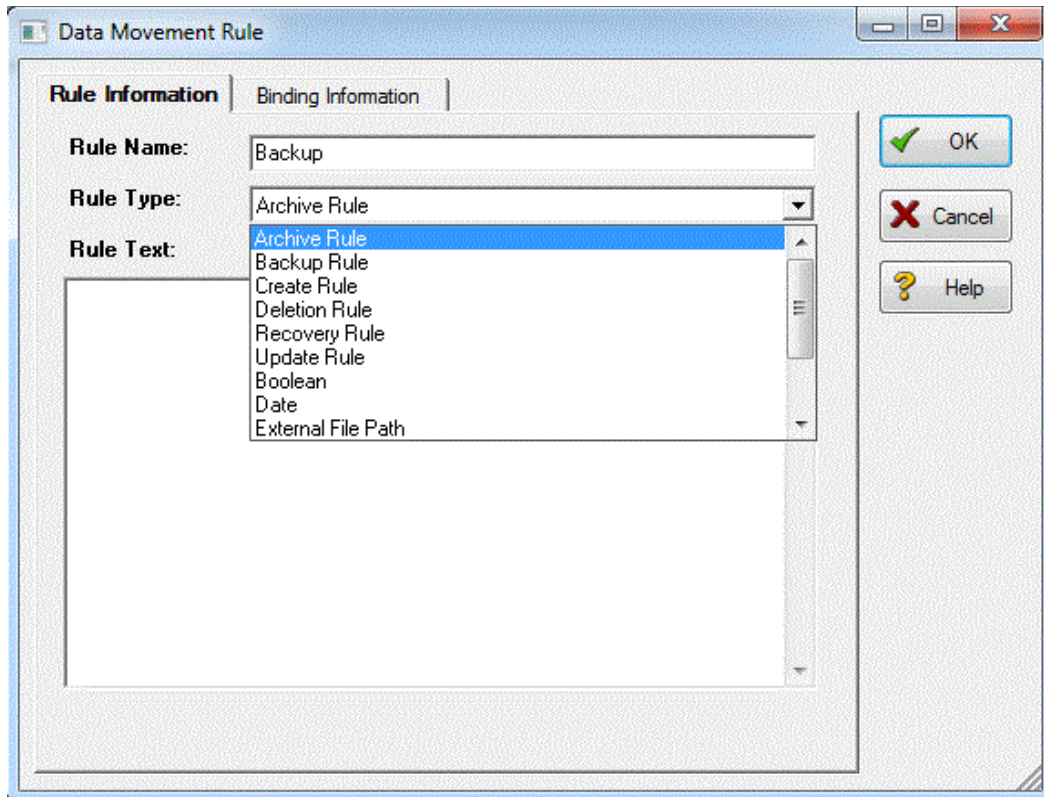 Data Movement Rule
Rule Information
Binding Information
Rule Name:
Backup
OK
Rule Type:
Archive Rule
Cancel
Rule Text:
Archive Rule
Backup Rule
Create Rule
Deletion Rule
Recovery Rule
Update Rule
Boolean
Date
External File Path
Help